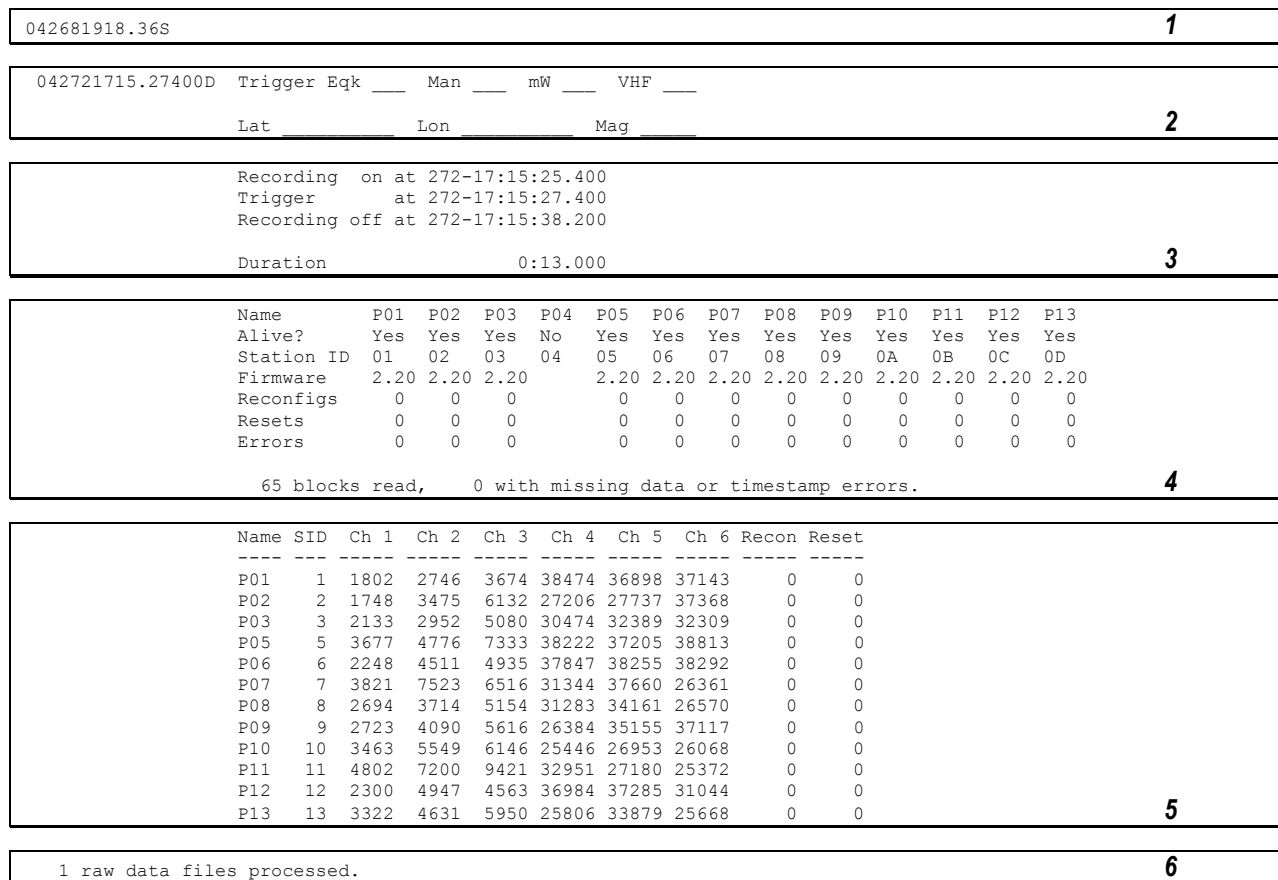 042681918.36S 1
042721715.27400D Trigger Eqk ___ Man ___ mW ___ VHF ___
Lat __________ Lon __________ Mag _____ 2
Recording on at 272-17:15:25.400
Trigger at 272-17:15:27.400
Recording off at 272-17:15:38.200
Duration 0:13.000 3
Name P01 P02 P03 P04 P05 P06 P07 P08 P09 P10 P11 P12 P13
Alive? Yes Yes Yes No Yes Yes Yes Yes Yes Yes Yes Yes Yes
Station ID 01 02 03 04 05 06 07 08 09 0A 0B 0C 0D
Firmware 2.20 2.20 2.20 2.20 2.20 2.20 2.20 2.20 2.20 2.20 2.20 2.20
Reconfigs 0 0 0 0 0 0 0 0 0 0 0 0
Resets 0 0 0 0 0 0 0 0 0 0 0 0
Errors 0 0 0 0 0 0 0 0 0 0 0 0
65 blocks read, 0 with missing data or timestamp errors. 4
Name SID Ch 1 Ch 2 Ch 3 Ch 4 Ch 5 Ch 6 Recon Reset
---- --- ----- ----- ----- ----- ----- ----- ----- -----
P01 1 1802 2746 3674 38474 36898 37143 0 0
P02 2 1748 3475 6132 27206 27737 37368 0 0
P03 3 2133 2952 5080 30474 32389 32309 0 0
P05 5 3677 4776 7333 38222 37205 38813 0 0
P06 6 2248 4511 4935 37847 38255 38292 0 0
P07 7 3821 7523 6516 31344 37660 26361 0 0
P08 8 2694 3714 5154 31283 34161 26570 0 0
P09 9 2723 4090 5616 26384 35155 37117 0 0
P10 10 3463 5549 6146 25446 26953 26068 0 0
P11 11 4802 7200 9421 32951 27180 25372 0 0
P12 12 2300 4947 4563 36984 37285 31044 0 0
P13 13 3322 4631 5950 25806 33879 25668 0 0 5
1 raw data files processed. 6